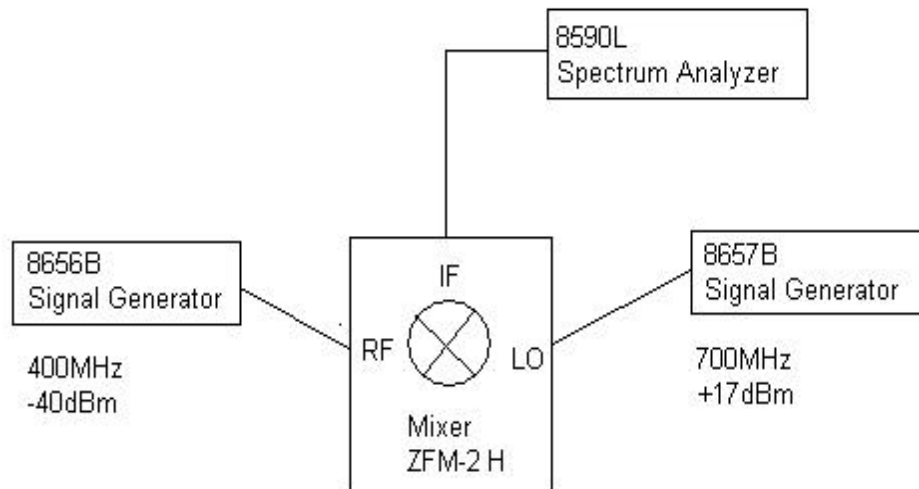 8590L
Spectrum Analyzer
8656B
Signal Generator
400MHz
-40dBm
IF
RF
LO
Mixer
ZFM-2 H
8657B
Signal Generator
700MHz
+17dBm